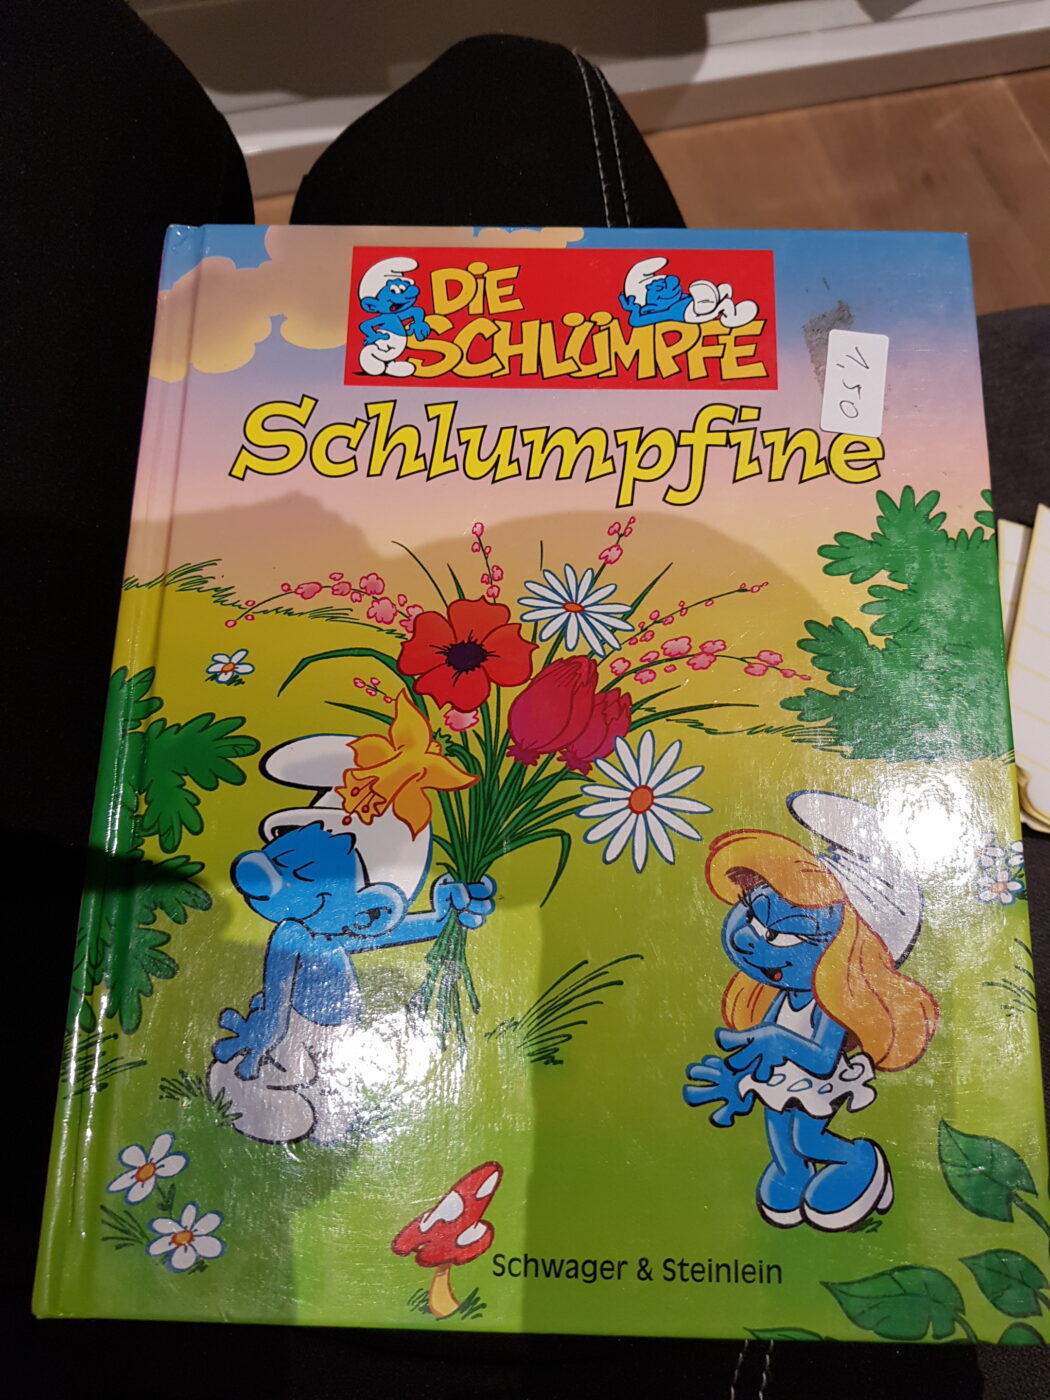 DiE
SCHLÜMPFE
1,50
Schlumpfine
Schwager & Steinlein